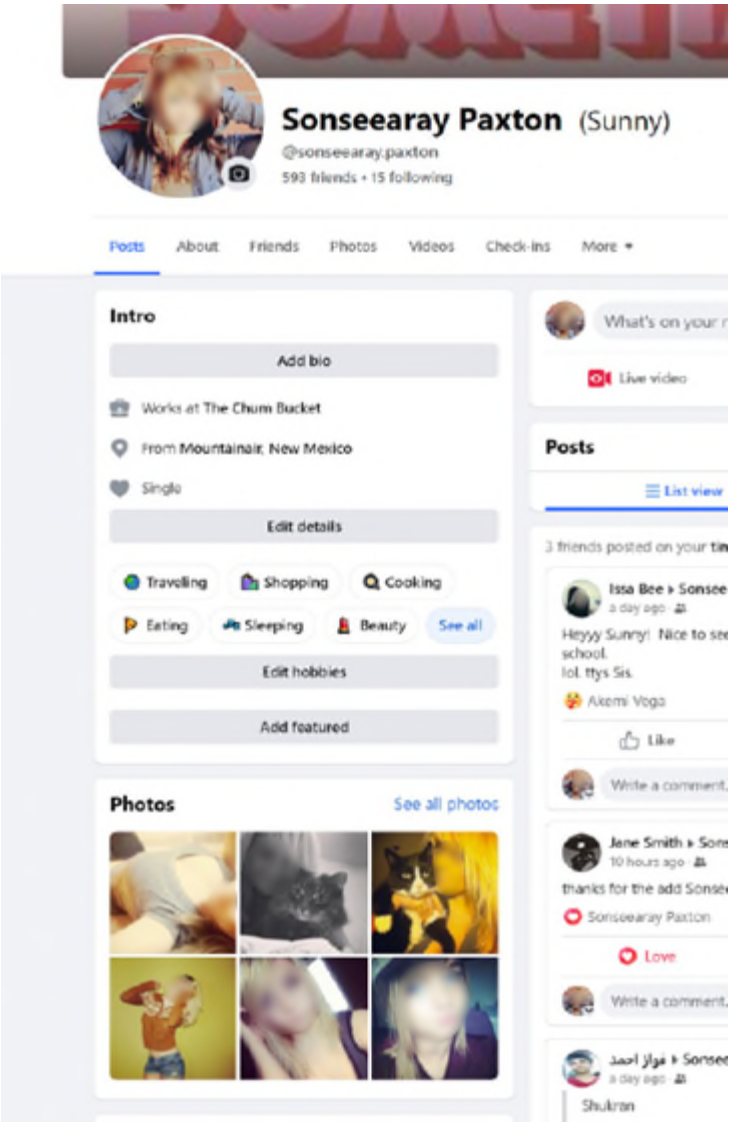 SOMETHI
Sonseearay Paxton (Sunny)
@sonseearay.paxton
593 friends • 15 following
Posts About Friends Photos Videos Check-ins More
Intro
Add bio
Works at The Chum Bucket
From Mountainair, New Mexico
Single
Edit details
Traveling Shopping Cooking
Eating Sleeping Beauty See all
Edit hobbies
Add featured
Photos See all photos
What's on your
Live video
Posts
List view
3 friends posted on your
Issa Bee ▸ Sonsee
a day ago
Heyyy Sunny! Nice to see
school.
lol. ttys Sis.
Akemi Vega
Like
Write a comment.
Jane Smith ▸ Sons
10 hours ago
thanks for the add Sonsee
Sonseearay Paxton
Love
Write a comment.
فواز احمد ▸ Sonsee
a day ago
Shukran